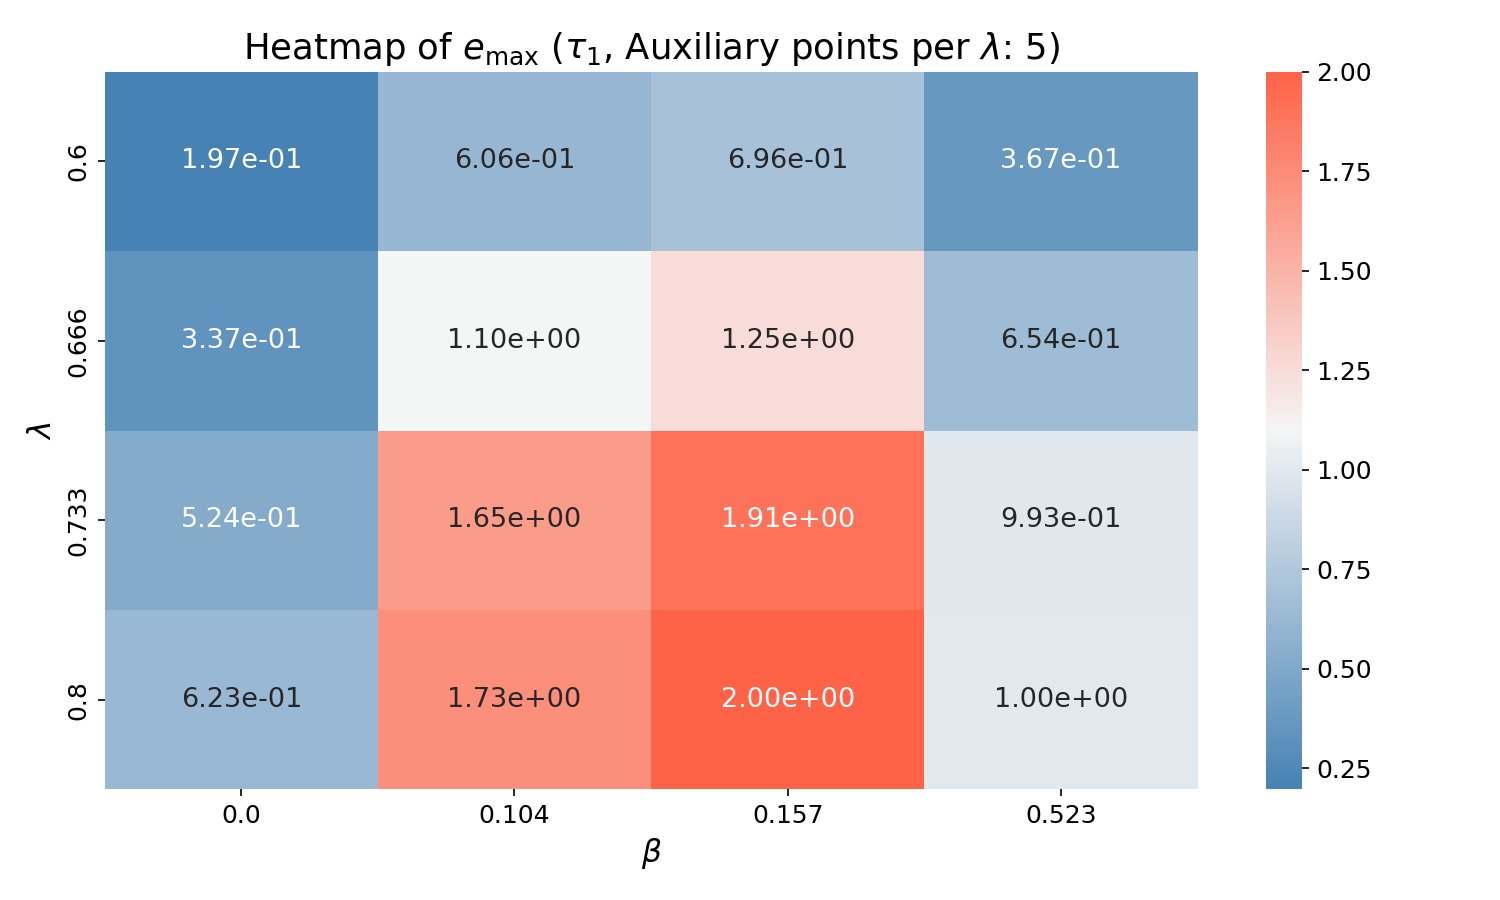 Heatmap of e_max (τ_1, Auxiliary points per λ: 5)
0.6 1.97e-01 6.06e-01 6.96e-01 3.67e-01
0.666 3.37e-01 1.10e+00 1.25e+00 6.54e-01
0.733 5.24e-01 1.65e+00 1.91e+00 9.93e-01
0.8 6.23e-01 1.73e+00 2.00e+00 1.00e+00
λ
0.0 0.104 0.157 0.523
β
2.00
1.75
1.50
1.25
1.00
0.75
0.50
0.25